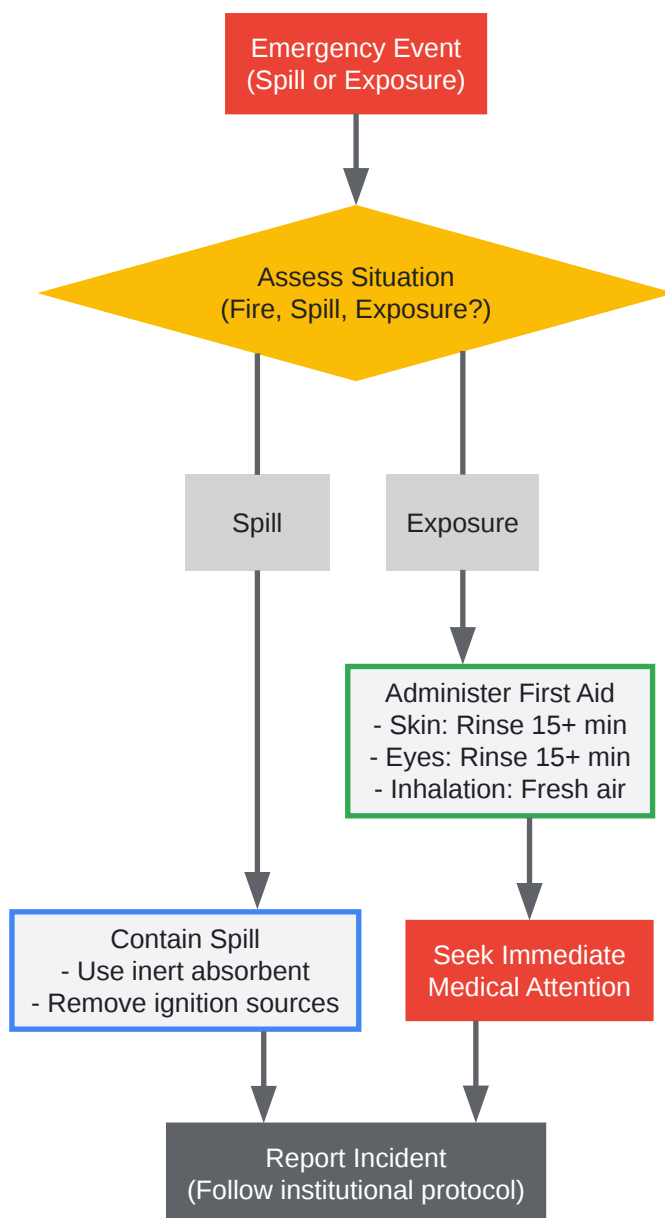 Emergency Event
(Spill or Exposure)
Assess Situation
(Fire, Spill, Exposure?)
Spill
Exposure
Administer First Aid
- Skin: Rinse 15+ min
- Eyes: Rinse 15+ min
- Inhalation: Fresh air
Contain Spill
- Use inert absorbent
- Remove ignition sources
Seek Immediate
Medical Attention
Report Incident
(Follow institutional protocol)